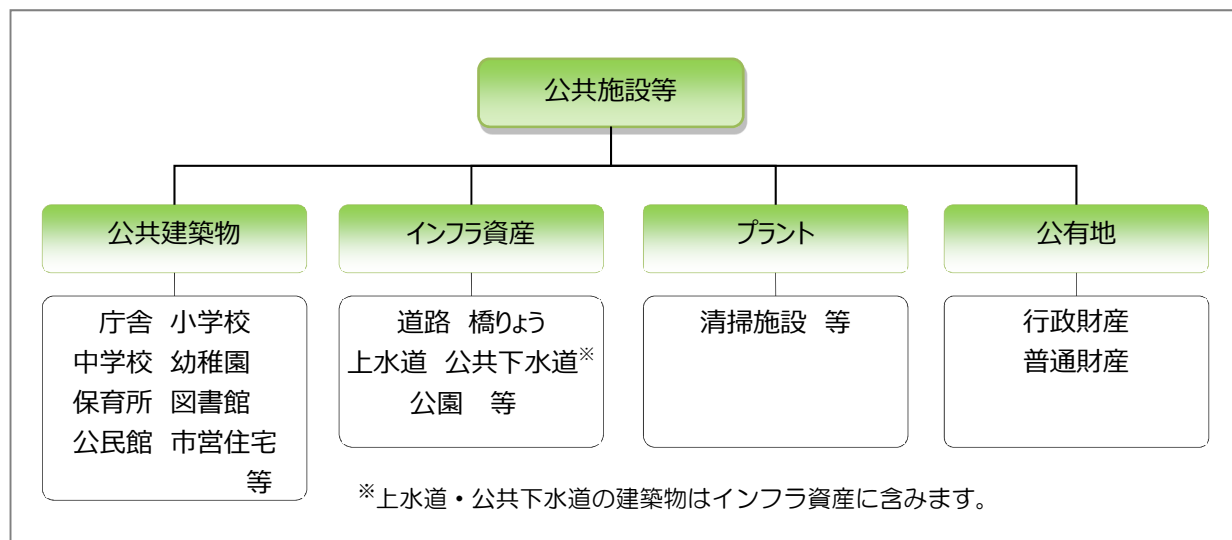 公共施設等
公共建築物
インフラ資産
プラント
公有地
庁舎 小学校
中学校 幼稚園
保育所 図書館
公民館 市営住宅
等
道路 橋りょう
上水道 公共下水道※
公園 等
清掃施設 等
行政財産
普通財産
※上水道・公共下水道の建築物はインフラ資産に含みます。